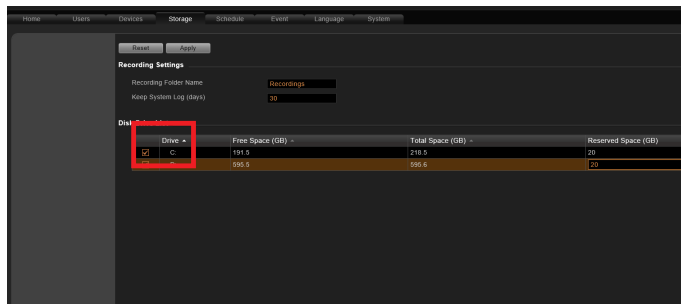 Home Users Devices Storage Schedule Event Language System
Reset Apply
Recording Settings
Recording Folder Name Recordings
Keep System Log (days) 30
Drive Free Space (GB) Total Space (GB) Reserved Space (GB)
C: 191.5 218.5 20
595.5 595.6 20